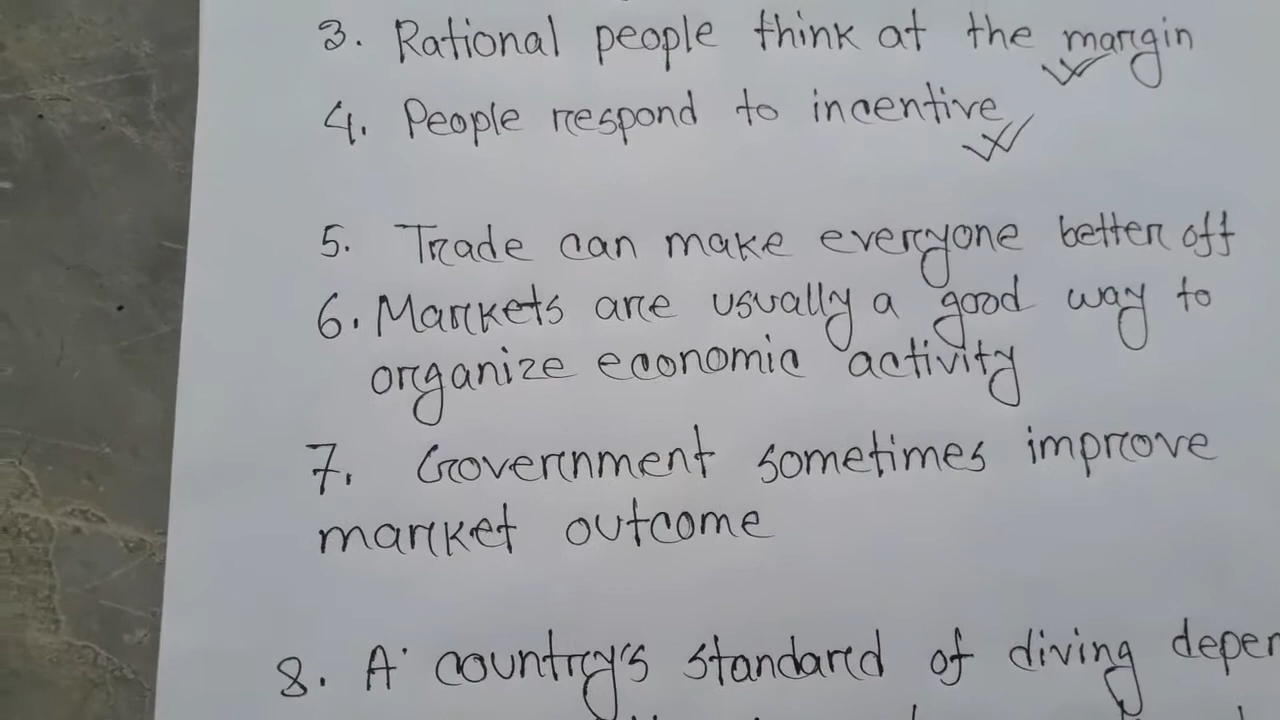 3. Rational people think at the margin
4. People respond to incentive
5. Trade can make everyone better off
6. Markets are usually a good way to
organize economic activity
7. Government sometimes improve
market outcome
8. A country's standard of diving depen